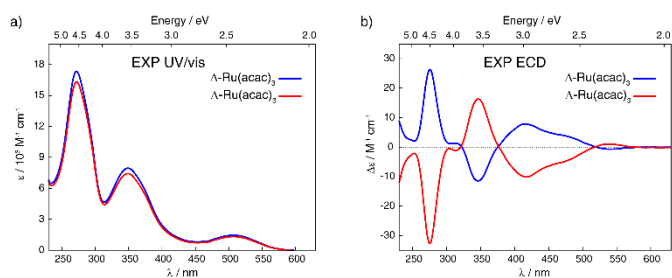 a)
Energy / eV
5.0 4.5 4.0 3.5 3.0 2.5 2.0
EXP UV/vis
Λ-Ru(acac)₃
Λ-Ru(acac)₃
18
15
12
9
6
3
0
ε / 10³ M⁻¹ cm⁻¹
250 300 350 400 450 500 550 600
λ / nm
b)
Energy / eV
5.0 4.5 4.0 3.5 3.0 2.5 2.0
EXP ECD
Λ-Ru(acac)₃
Λ-Ru(acac)₃
30
20
10
0
-10
-20
-30
Δε / M⁻¹ cm⁻¹
250 300 350 400 450 500 550 600
λ / nm